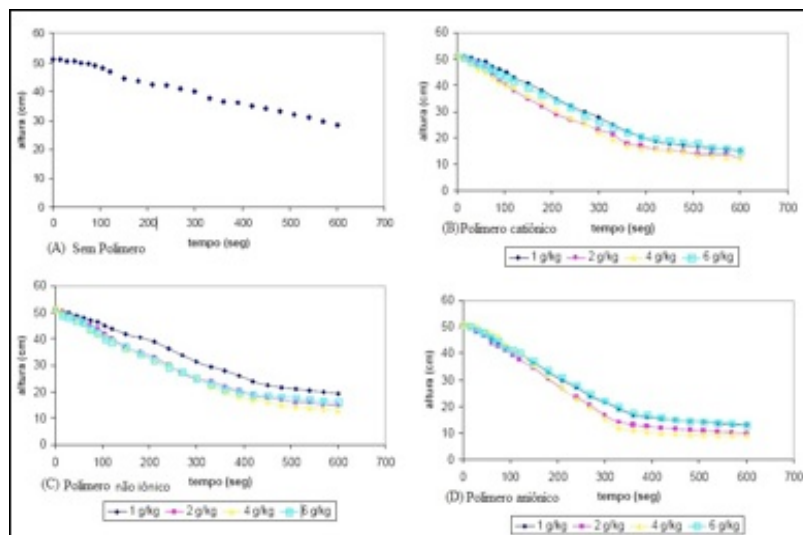 60
50
40
30
20
10
0
altura (cm)
0 100 200 300 400 500 600 700
tempo (seg)
(A) Sem Polimero
60
50
40
30
20
10
0
altura (cm)
0 100 200 300 400 500 600 700
tempo (seg)
(B) Polimero catiônico
1 g/kg 2 g/kg 4 g/kg 6 g/kg
60
50
40
30
20
10
0
altura (cm)
0 100 200 300 400 500 600 700
tempo (seg)
(C) Polimero não iônico
1 g/kg 2 g/kg 4 g/kg 6 g/kg
60
50
40
30
20
10
0
altura (cm)
0 100 200 300 400 500 600 700
tempo (seg)
(D) Polimero aniônico
1 g/kg 2 g/kg 4 g/kg 6 g/kg